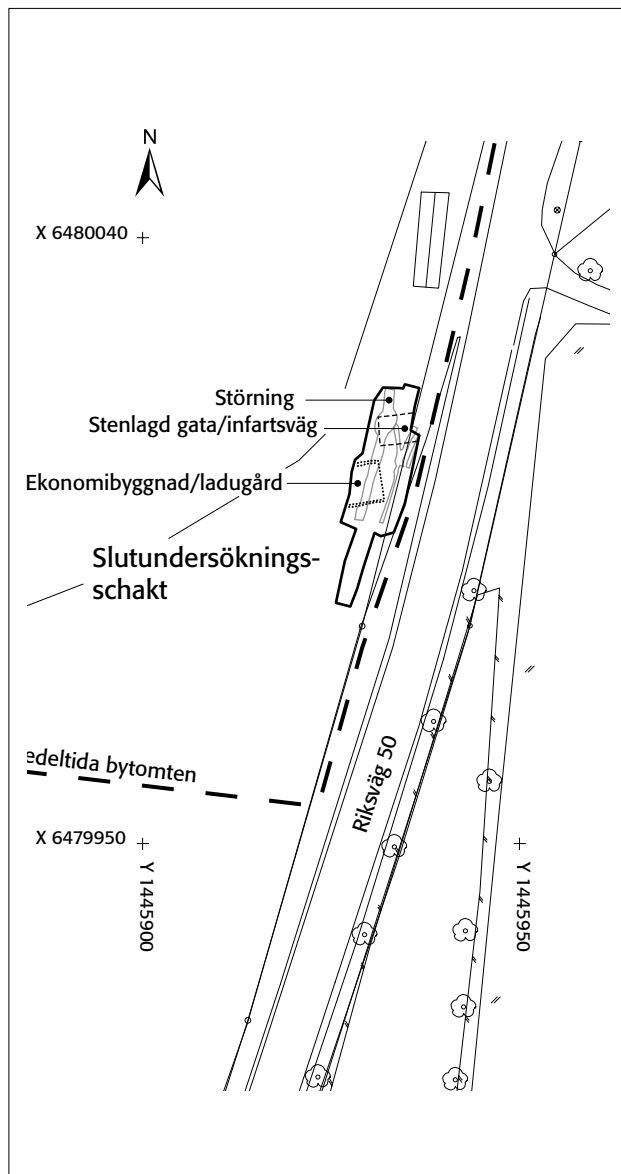 N
X 6480040
Störning
Stenlagd gata/infartsväg
Ekonomibyggnad/ladugård
Slutundersöknings-
schakt
edeltida bytomten
Riksväg 50
X 6479950
Y 1445900
Y 1445950